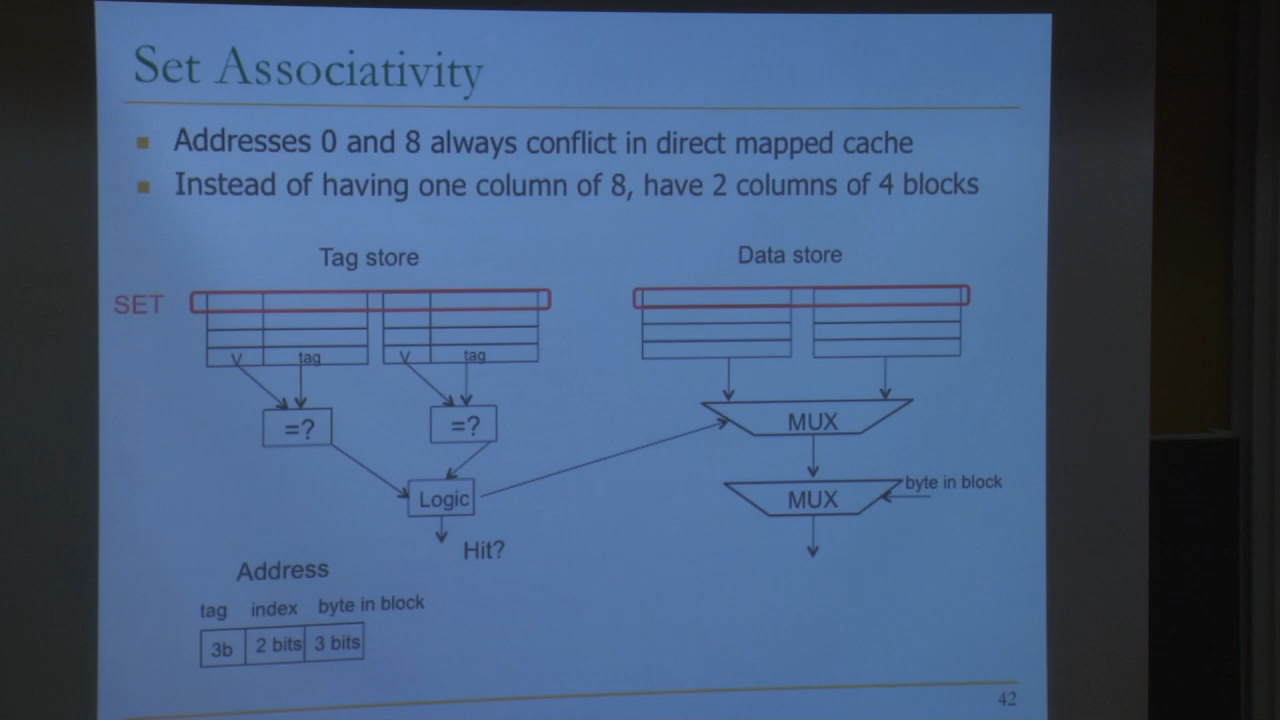 Set Associativity
Addresses 0 and 8 always conflict in direct mapped cache
Instead of having one column of 8, have 2 columns of 4 blocks
Tag store
Data store
SET
V tag V tag
=? =?
MUX
Logic
MUX
byte in block
Hit?
Address
tag index byte in block
3b 2 bits 3 bits
42